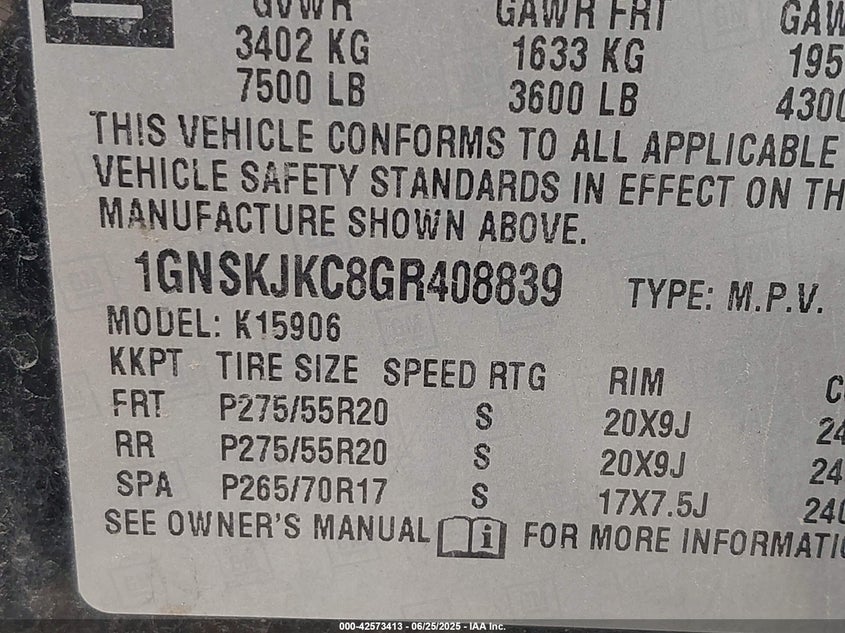 GVWR GAWR FRT GAW
3402 KG 1633 KG 195
7500 LB 3600 LB 4300
THIS VEHICLE CONFORMS TO ALL APPLICABLE
VEHICLE SAFETY STANDARDS IN EFFECT ON TH
MANUFACTURE SHOWN ABOVE.
1GNSKJKC8GR408839 TYPE: M.P.V.
MODEL: K15906
KKPT TIRE SIZE SPEED RTG RIM C
FRT P275/55R20 S 20X9J 24
RR P275/55R20 S 20X9J 24
SPA P265/70R17 S 17X7.5J 240
SEE OWNER'S MANUAL i FOR MORE INFORMATIO
000-42573413 - 06/25/2025 - IAA Inc.